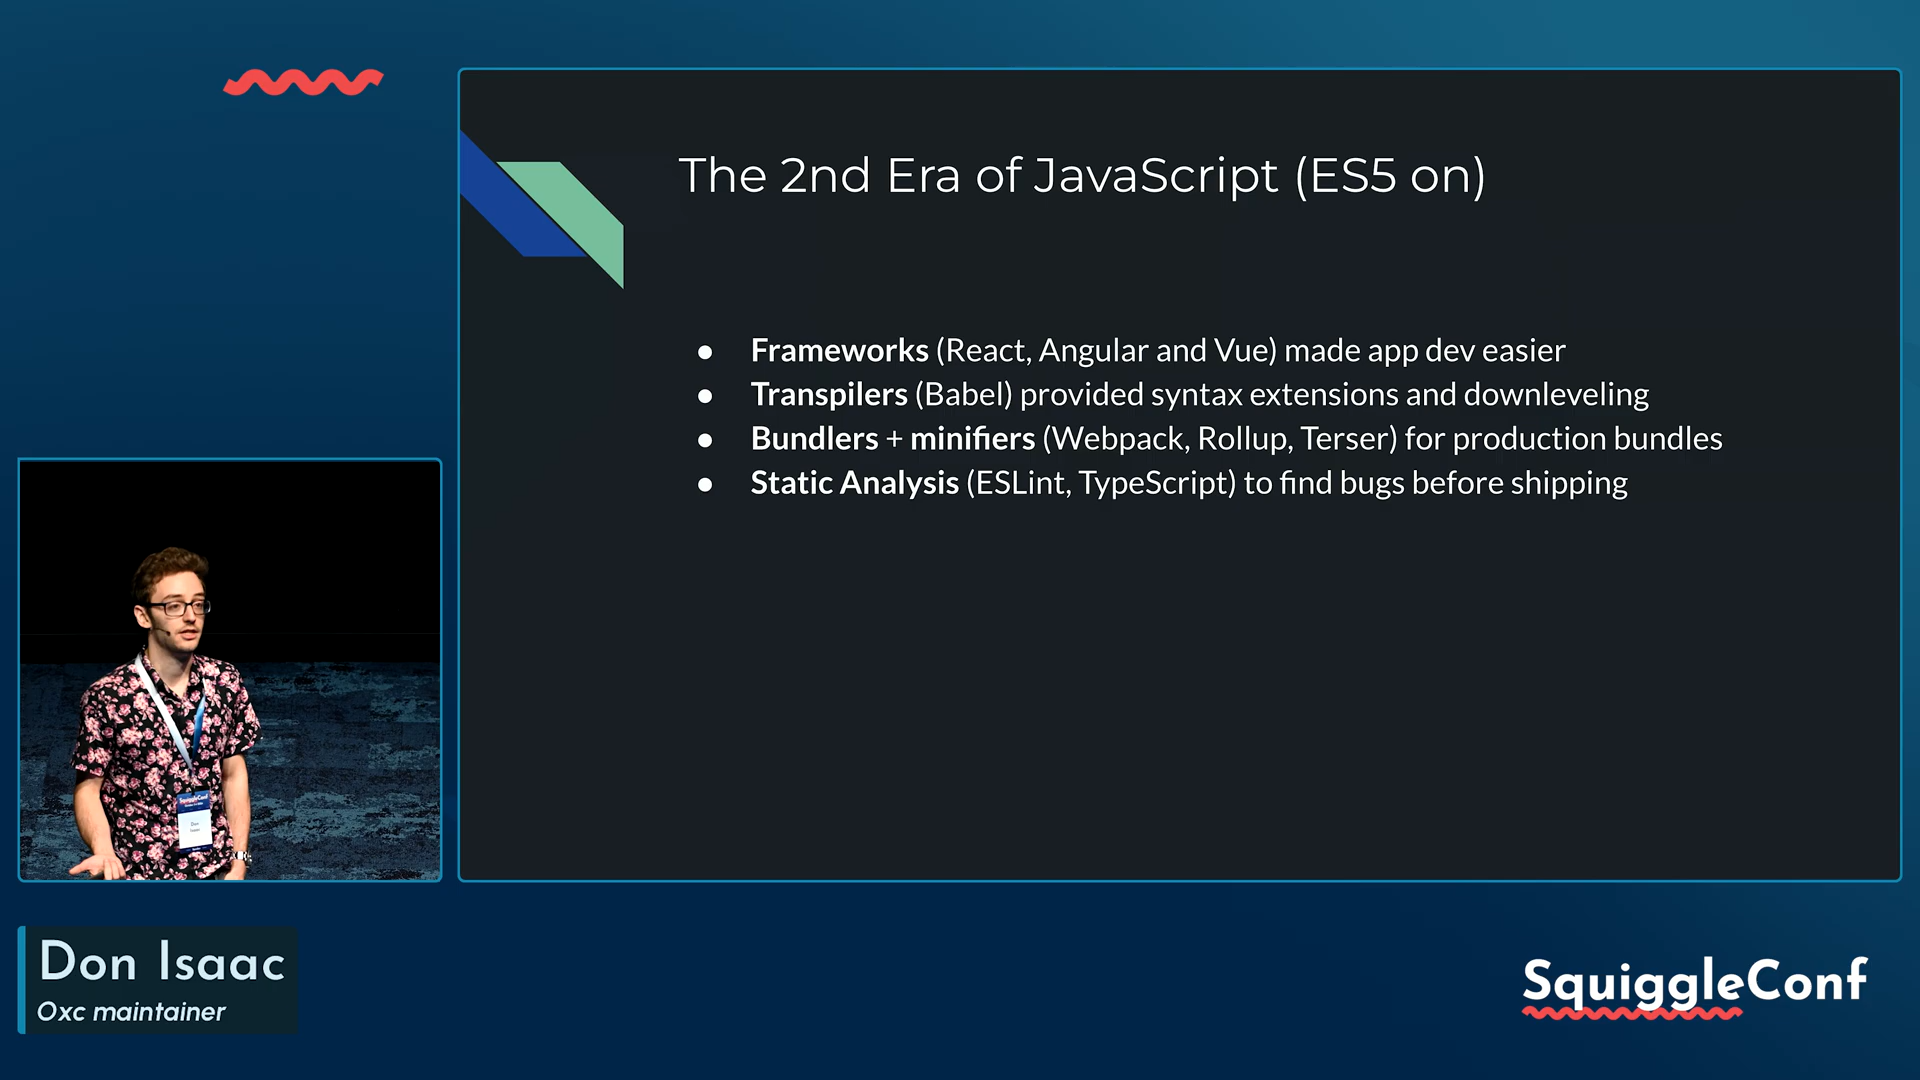 The 2nd Era of JavaScript (ES5 on)
● Frameworks (React, Angular and Vue) made app dev easier
● Transpilers (Babel) provided syntax extensions and downleveling
● Bundlers + minifiers (Webpack, Rollup, Terser) for production bundles
● Static Analysis (ESLint, TypeScript) to find bugs before shipping
SquiggleConf
Don
Don Isaac
Oxc maintainer
SquiggleConf